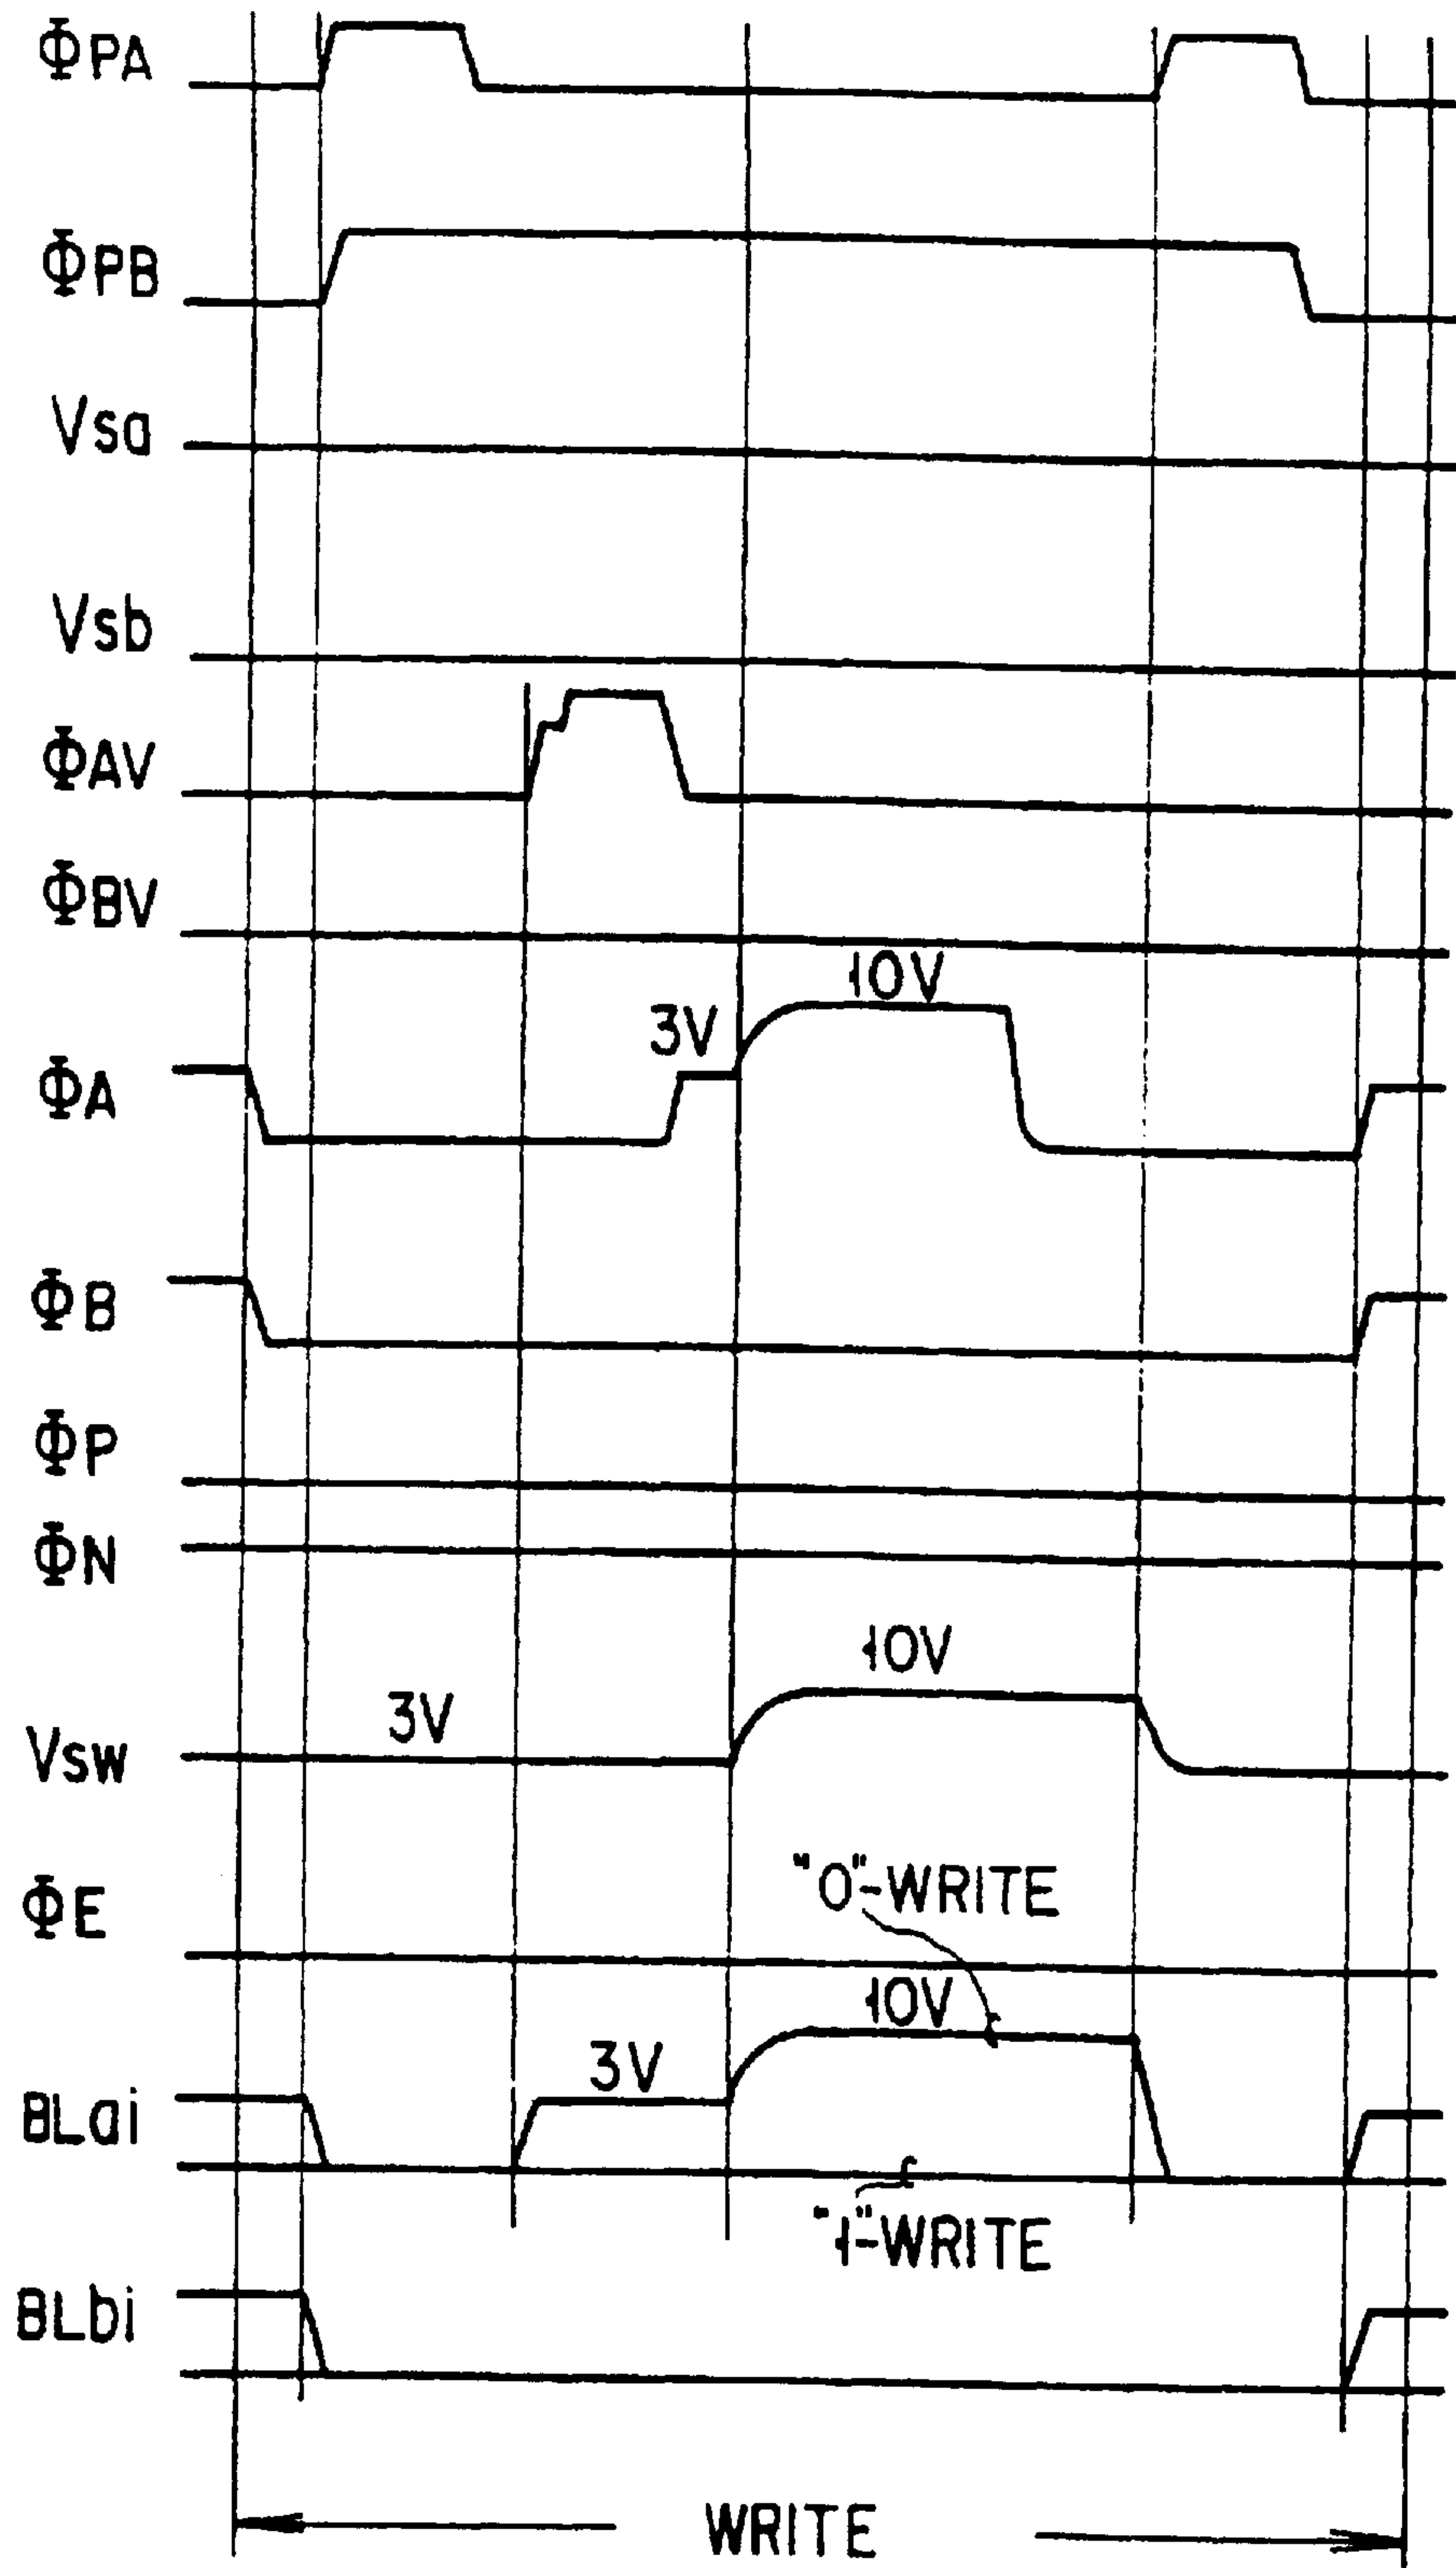 ΦPA
ΦPB
Vsa
Vsb
ΦAV
ΦBV
10V
3V
ΦA
ΦB
ΦP
ΦN
10V
3V
Vsw
"0"-WRITE
ΦE
10V
3V
BLai
"1"-WRITE
BLbi
WRITE